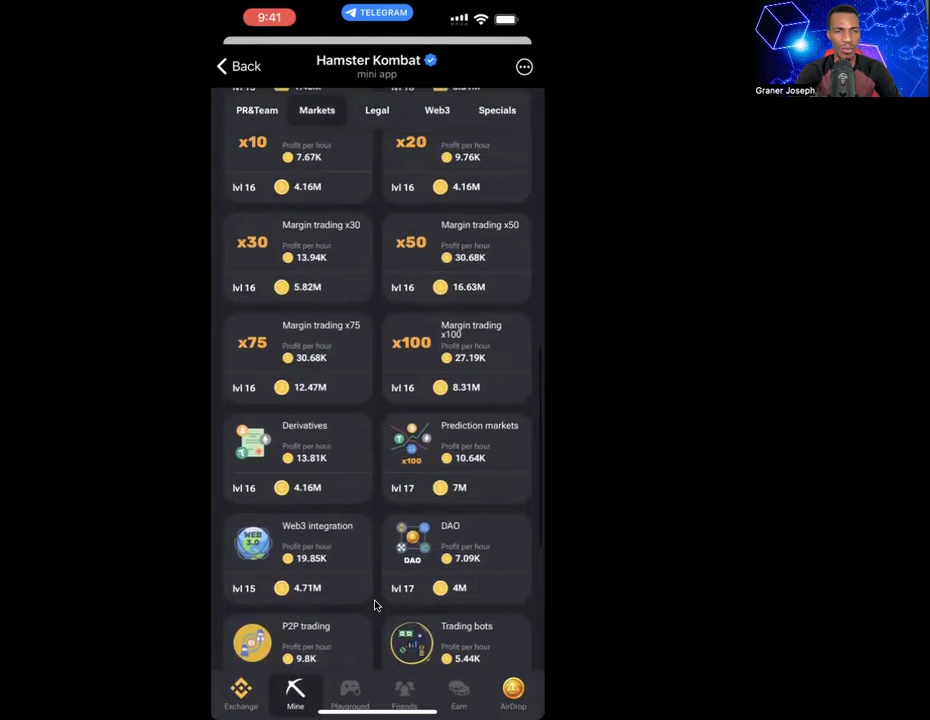 9:41
TELEGRAM
Back
Hamster Kombat
mini app
Graner Joseph
PR&Team
Markets
Legal
Web3
Specials
x10
Profit per hour
7.67K
lvl 16
4.16M
x20
Profit per hour
9.76K
lvl 16
4.16M
x30
Margin trading x30
Profit per hour
13.94K
lvl 16
5.82M
x50
Margin trading x50
Profit per hour
30.68K
lvl 16
16.63M
x75
Margin trading x75
Profit per hour
30.68K
lvl 16
12.47M
x100
Margin trading
x100
Profit per hour
27.19K
lvl 16
8.31M
Derivatives
Profit per hour
13.81K
lvl 16
4.16M
x100
Prediction markets
Profit per hour
10.64K
lvl 17
7M
WEB
3.0
Web3 integration
Profit per hour
19.85K
lvl 15
4.71M
DAO
DAO
Profit per hour
7.09K
lvl 17
4M
P2P trading
Profit per hour
9.8K
Trading bots
Profit per hour
5.44K
Exchange
Mine
Playground
Friends
Earn
AirDrop